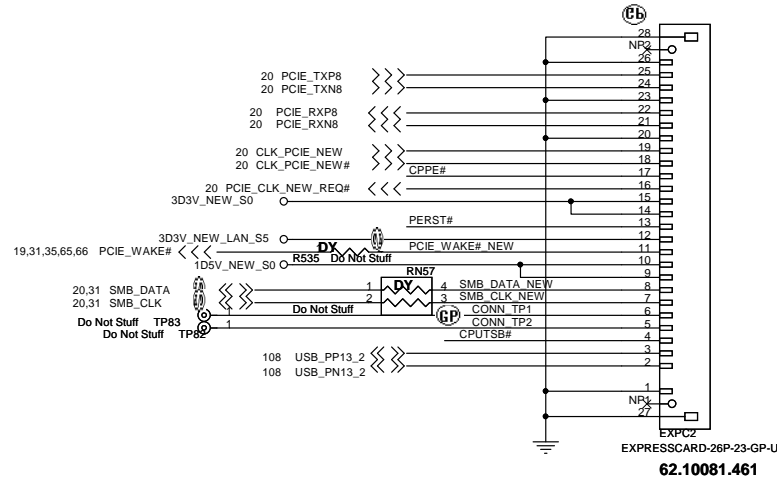 28
NP2
26
20 PCIE_TXP8 25
20 PCIE_TXN8 24
23
20 PCIE_RXP8 22
20 PCIE_RXN8 21
20
20 CLK_PCIE_NEW 19
20 CLK_PCIE_NEW# 18
CPPE# 17
20 PCIE_CLK_NEW_REQ# 16
3D3V_NEW_S0 15
14
PERST# 13
3D3V_NEW_LAN_S5 12
19,31,35,65,66 PCIE_WAKE# DY PCIE_WAKE#_NEW 11
R535 Do Not Stuff
1D5V_NEW_S0 10
RN57 9
20,31 SMB_DATA 1 DY 4 SMB_DATA_NEW 8
20,31 SMB_CLK 2 3 SMB_CLK_NEW 7
Do Not Stuff
1 GP CONN_TP1 6
Do Not Stuff TP83
1 CONN_TP2 5
Do Not Stuff TP82
CPUTSB# 4
108 USB_PP13_2 3
108 USB_PN13_2 2
1
NP1
27
EXPC2
EXPRESSCARD-26P-23-GP-U
62.10081.461